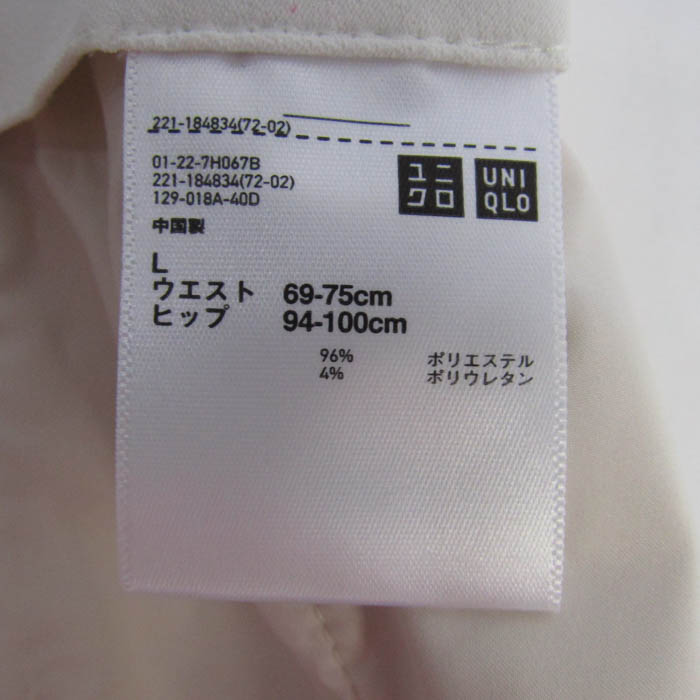 221-184834(72-02)
01-22-7H067B
221-184834(72-02)
129-018A-40D
ユニクロ
UNIQLO
中国製
L
ウエスト 69-75cm
ヒップ 94-100cm
96% ポリエステル
4% ポリウレタン